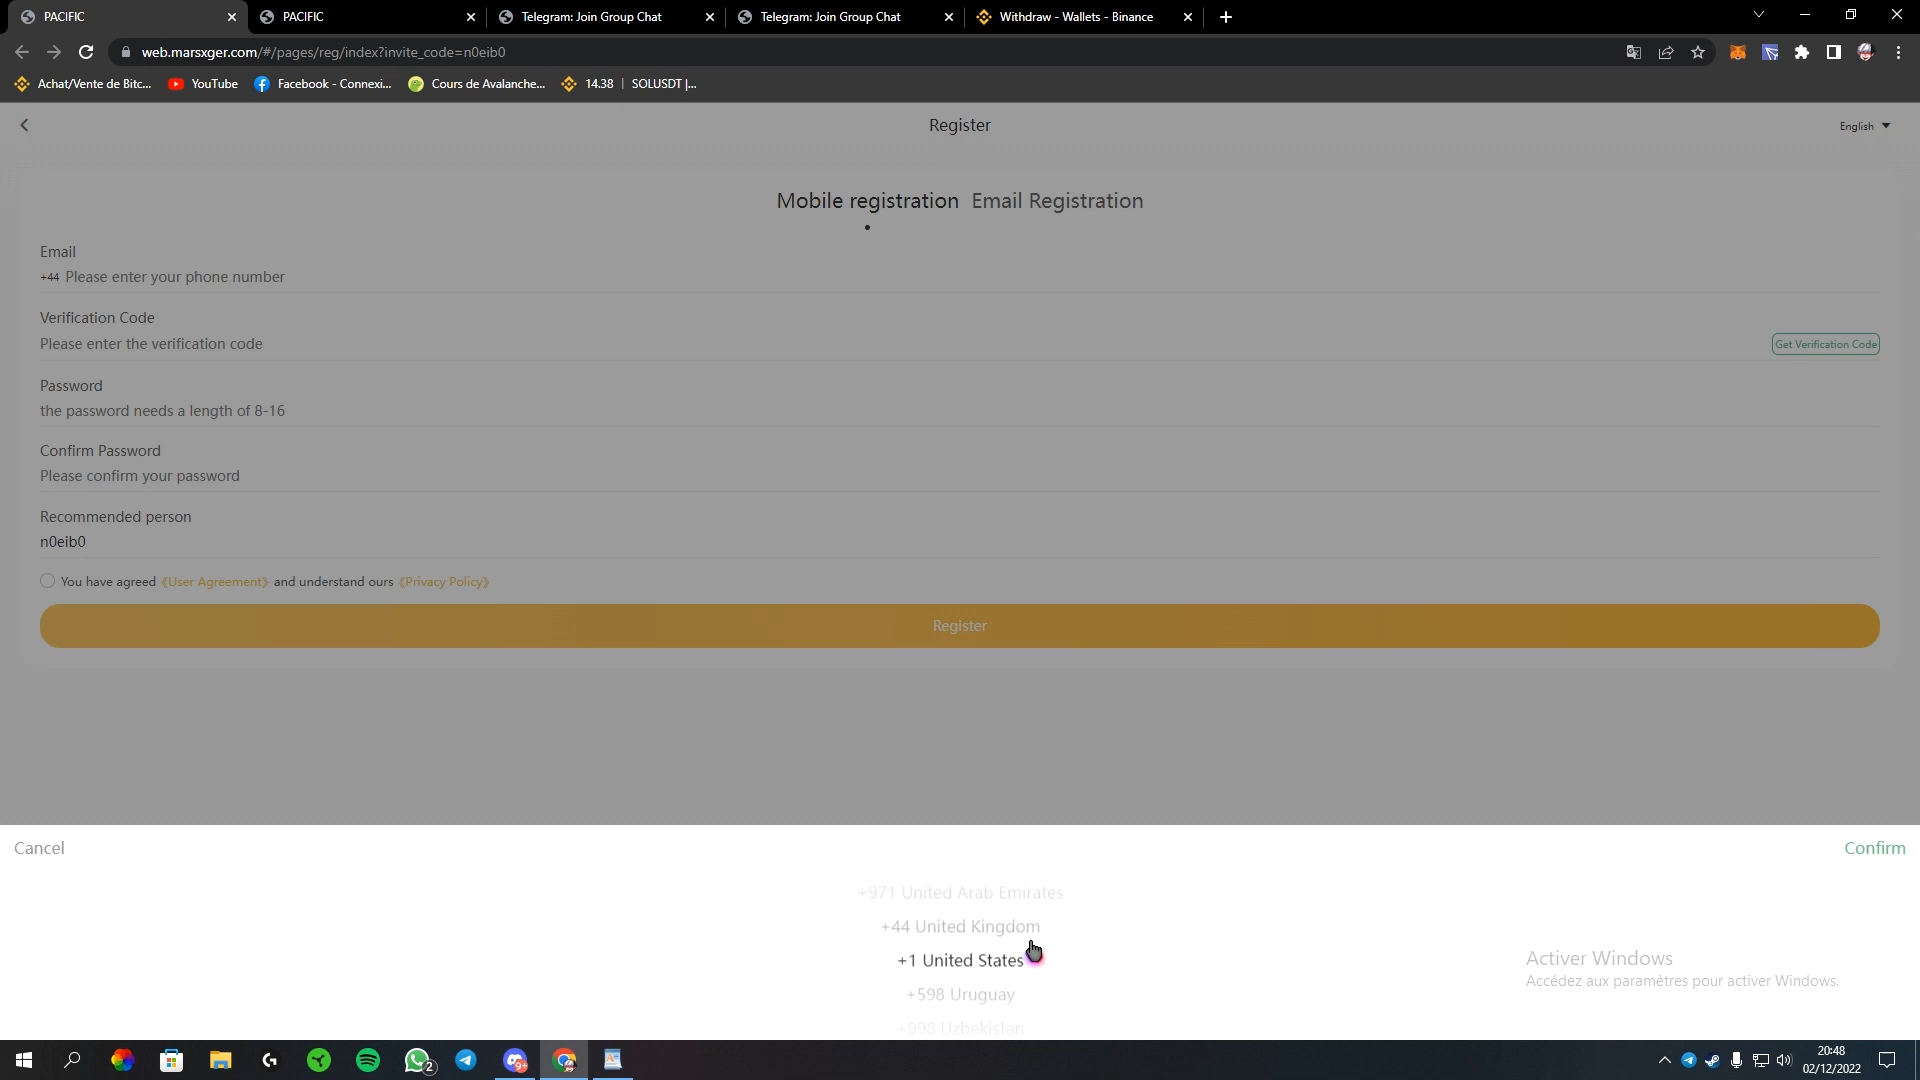 PACIFIC
PACIFIC
Telegram: Join Group Chat
Telegram: Join Group Chat
Withdraw - Wallets - Binance
web.marsxger.com/#/pages/reg/index?invite_code=n0eib0
Achat/Vente de Bitc...
YouTube
Facebook - Connexi...
Cours de Avalanche...
14.38 | SOLUSDT |...
Register
English
Mobile registration Email Registration
Email
+44 Please enter your phone number
Verification Code
Please enter the verification code
Get Verification Code
Password
the password needs a length of 8-16
Confirm Password
Please confirm your password
Recommended person
n0eib0
You have agreed 《User Agreement》 and understand ours 《Privacy Policy》
Register
Cancel
Confirm
+971 United Arab Emirates
+44 United Kingdom
+1 United States
+598 Uruguay
+998 Uzbekistan
Activer Windows
Accédez aux paramètres pour activer Windows.
2
9+
20:48
02/12/2022